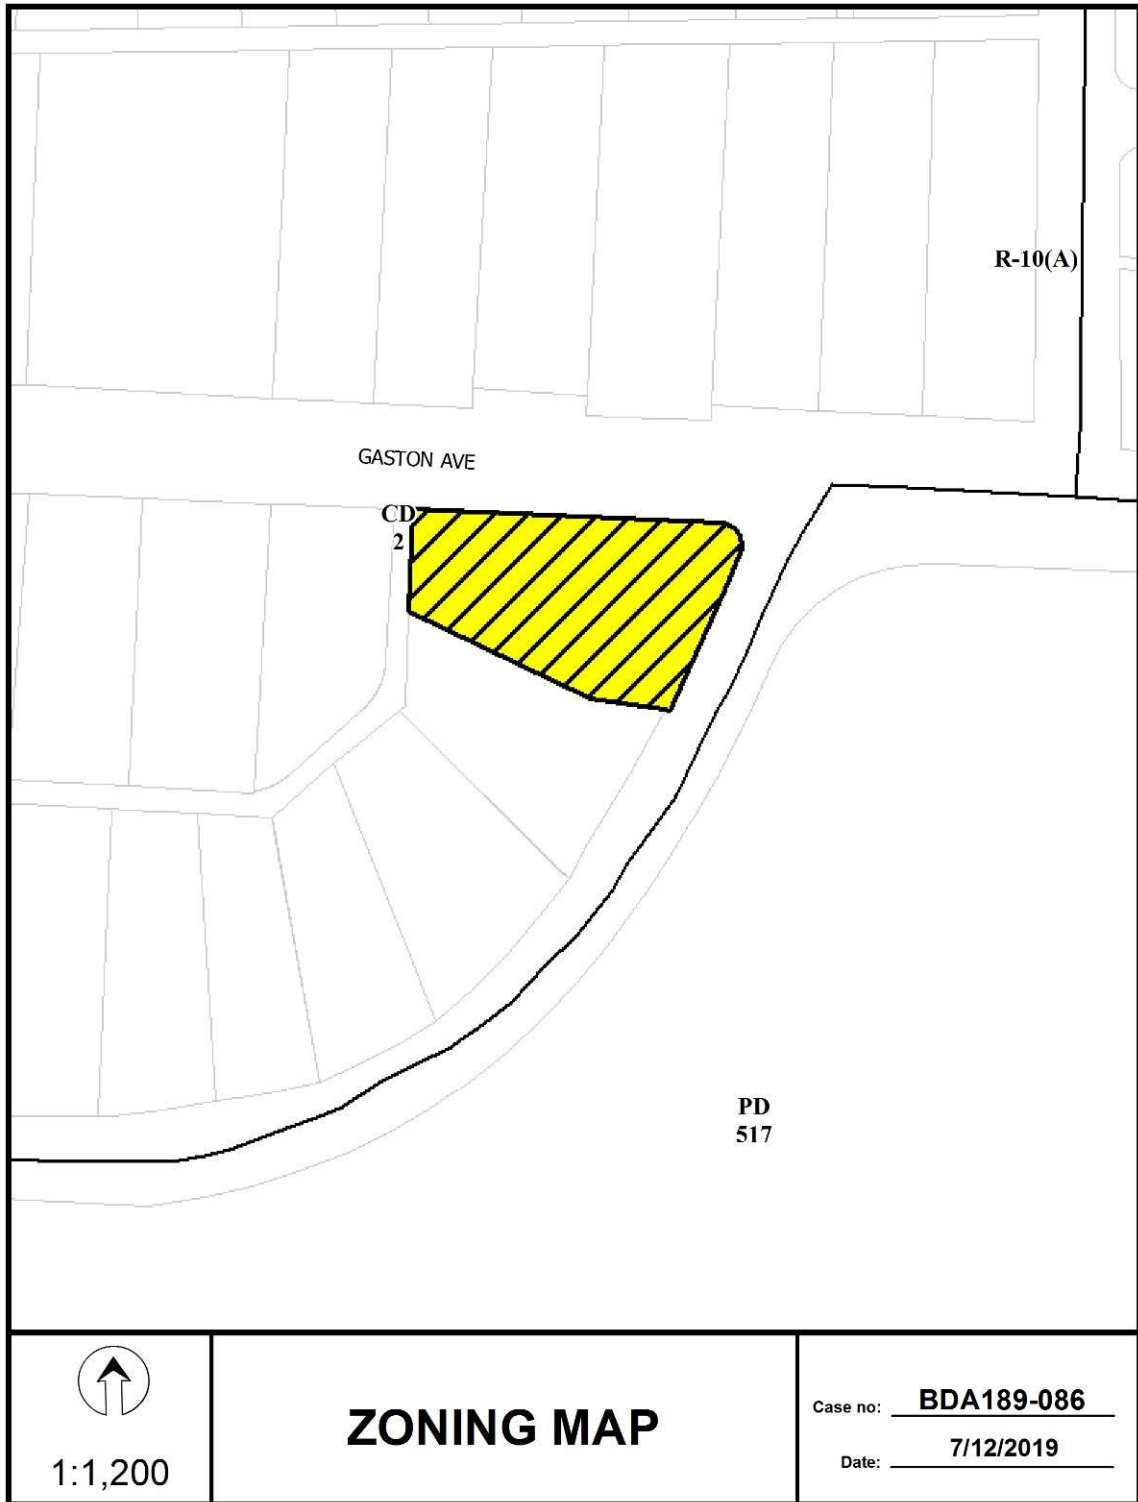 R-10(A)
GASTON AVE
CD
2
PD
517
1:1,200
ZONING MAP
Case no: BDA189-086
Date: 7/12/2019